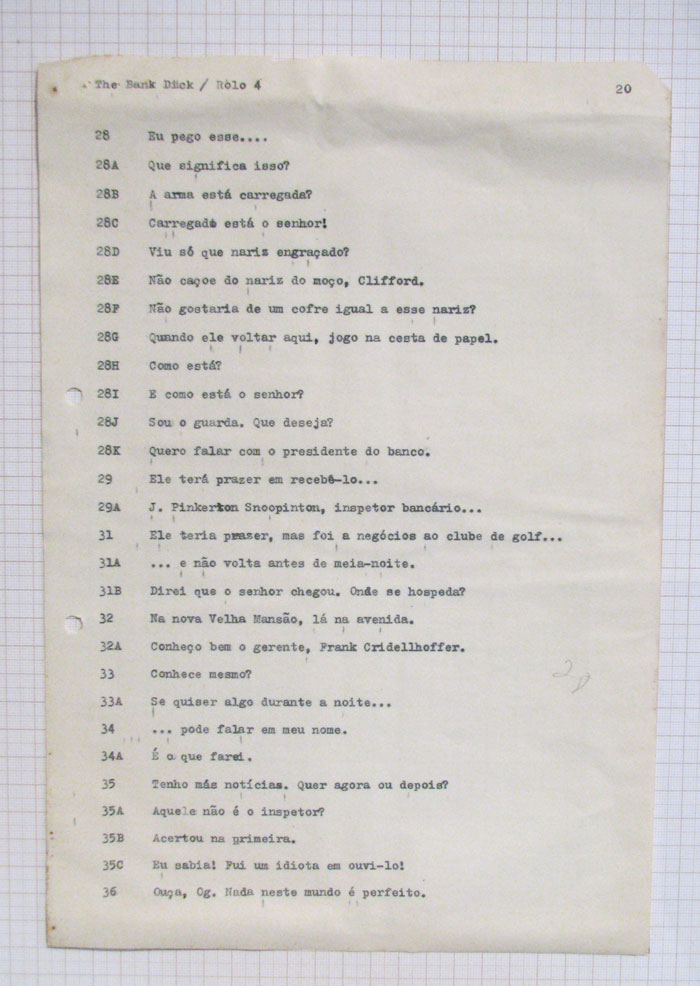 The Bank Dick / Rolo 4 20
28 Eu pego esse....
28A Que significa isso?
28B A arma está carregada?
28C Carregado está o senhor!
28D Viu só que nariz engraçado?
28E Não caçoe do nariz do moço, Clifford.
28F Não gostaria de um cofre igual a esse nariz?
28G Quando ele voltar aqui, jogo na cesta de papel.
28H Como está?
28I E como está o senhor?
28J Sou o guarda. Que deseja?
28K Quero falar com o presidente do banco.
29 Ele terá prazer em recebê-lo...
29A J. Pinkerton Snoopinton, inspetor bancário...
31 Ele teria prazer, mas foi a negócios ao clube de golf...
31A ... e não volta antes de meia-noite.
31B Direi que o senhor chegou. Onde se hospeda?
32 Na nova Velha Mansão, lá na avenida.
32A Conheço bem o gerente, Frank Cridellhoffer.
33 Conhece mesmo?
33A Se quiser algo durante a noite...
34 ... pode falar em meu nome.
34A É o que farei.
35 Tenho más notícias. Quer agora ou depois?
35A Aquele não é o inspetor?
35B Acertou na primeira.
35C Eu sabia! Fui um idiota em ouvi-lo!
36 Ouça, Og. Nada neste mundo é perfeito.